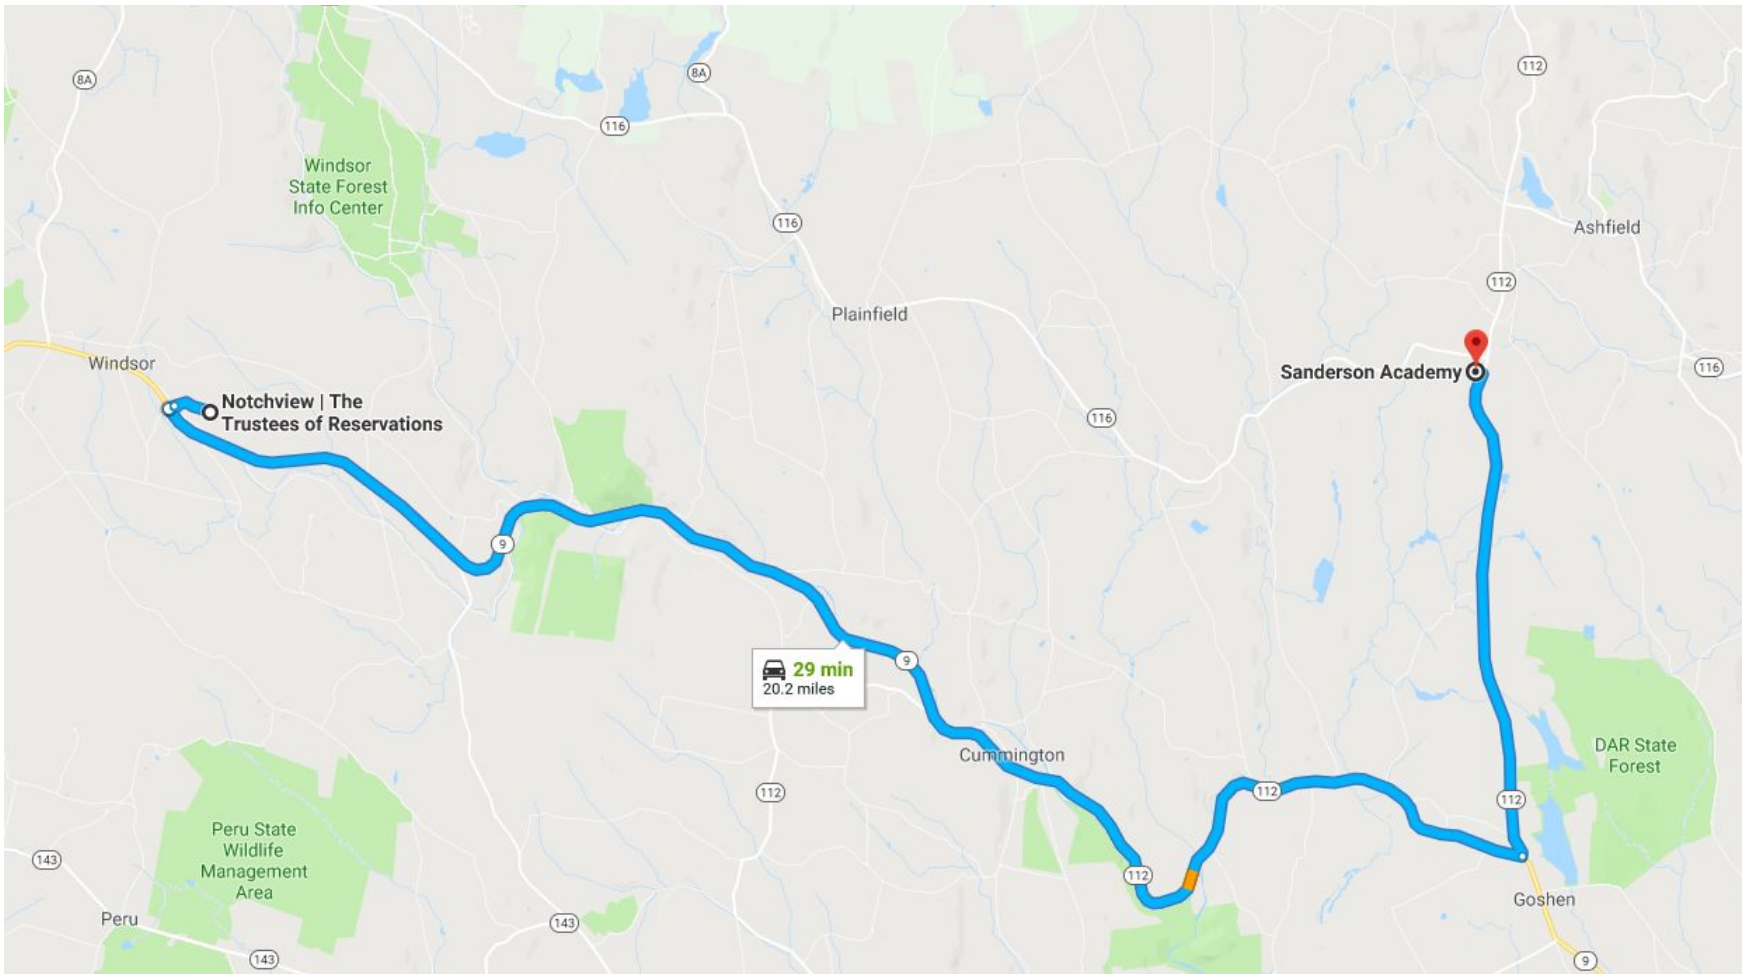 8A
8A
112
116
Windsor
State Forest
Info Center
116
Ashfield
112
Plainfield
Windsor
Sanderson Academy
116
Notchview | The
Trustees of Reservations
116
9
29 min
20.2 miles
9
Cummington
DAR State
Forest
112
112
112
Peru State
Wildlife
Management
Area
143
112
Goshen
Peru
143
143
9